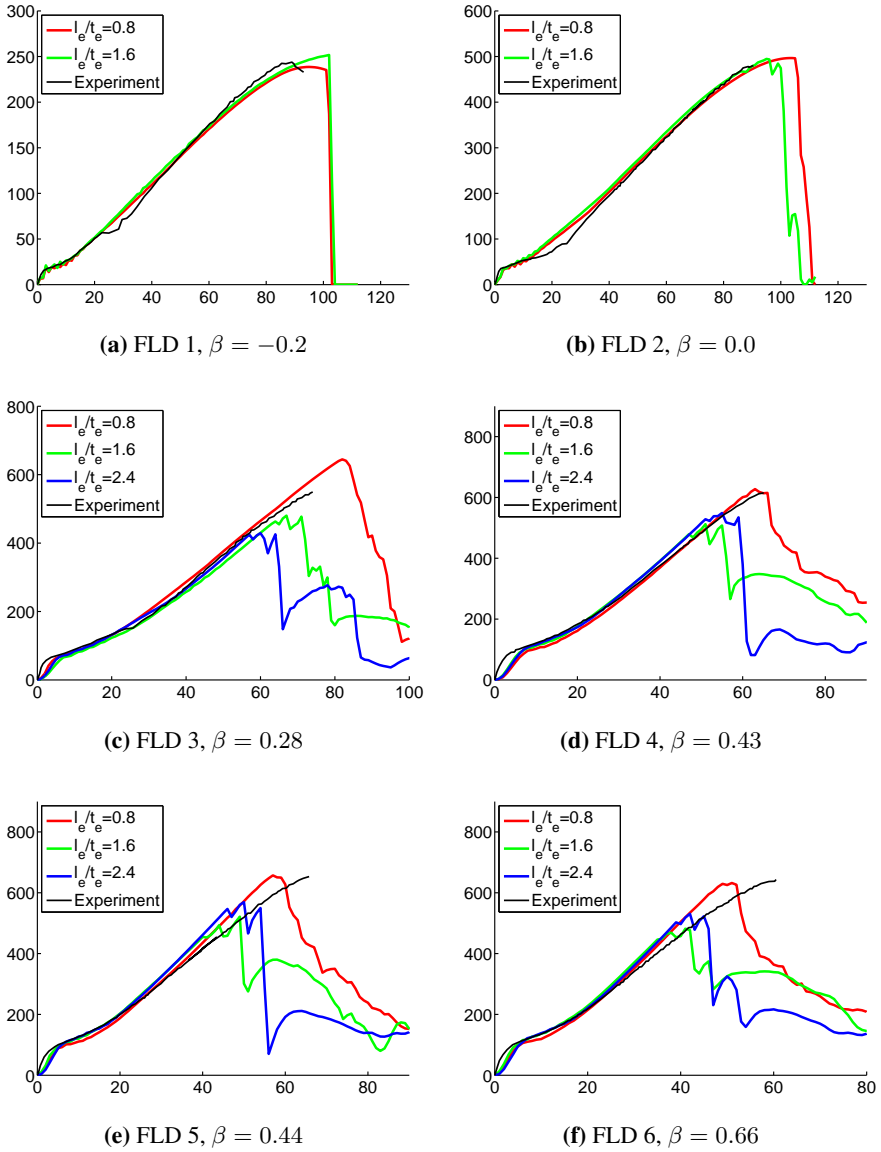 300
l_e/t_e=0.8
250
l_e/t_e=1.6
Experiment
200
150
100
50
0
0 20 40 60 80 100 120
(a) FLD 1, β = −0.2
600
l_e/t_e=0.8
500
l_e/t_e=1.6
Experiment
400
300
200
100
0
0 20 40 60 80 100 120
(b) FLD 2, β = 0.0
800
l_e/t_e=0.8
l_e/t_e=1.6
600
l_e/t_e=2.4
Experiment
400
200
0
0 20 40 60 80 100
(c) FLD 3, β = 0.28
l_e/t_e=0.8
800
l_e/t_e=1.6
l_e/t_e=2.4
600
Experiment
400
200
0
0 20 40 60 80
(d) FLD 4, β = 0.43
l_e/t_e=0.8
800
l_e/t_e=1.6
l_e/t_e=2.4
600
Experiment
400
200
0
0 20 40 60 80
(e) FLD 5, β = 0.44
l_e/t_e=0.8
800
l_e/t_e=1.6
l_e/t_e=2.4
600
Experiment
400
200
0
0 20 40 60 80
(f) FLD 6, β = 0.66